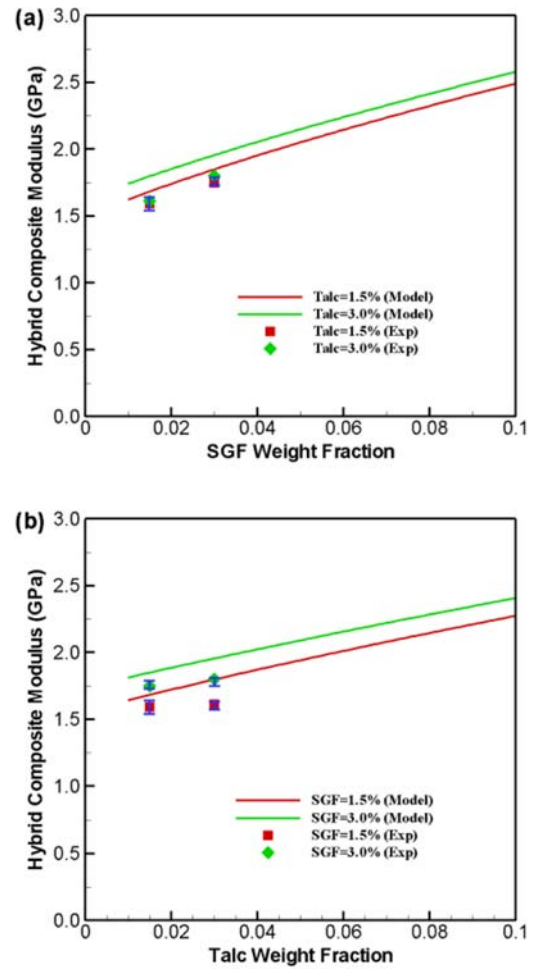 (a)
Hybrid Composite Modulus (GPa)
3.0
2.5
2.0
1.5
1.0
0.5
0.0
Talc=1.5% (Model)
Talc=3.0% (Model)
Talc=1.5% (Exp)
Talc=3.0% (Exp)
0 0.02 0.04 0.06 0.08 0.1
SGF Weight Fraction
(b)
Hybrid Composite Modulus (GPa)
3.0
2.5
2.0
1.5
1.0
0.5
0.0
SGF=1.5% (Model)
SGF=3.0% (Model)
SGF=1.5% (Exp)
SGF=3.0% (Exp)
0 0.02 0.04 0.06 0.08 0.1
Talc Weight Fraction